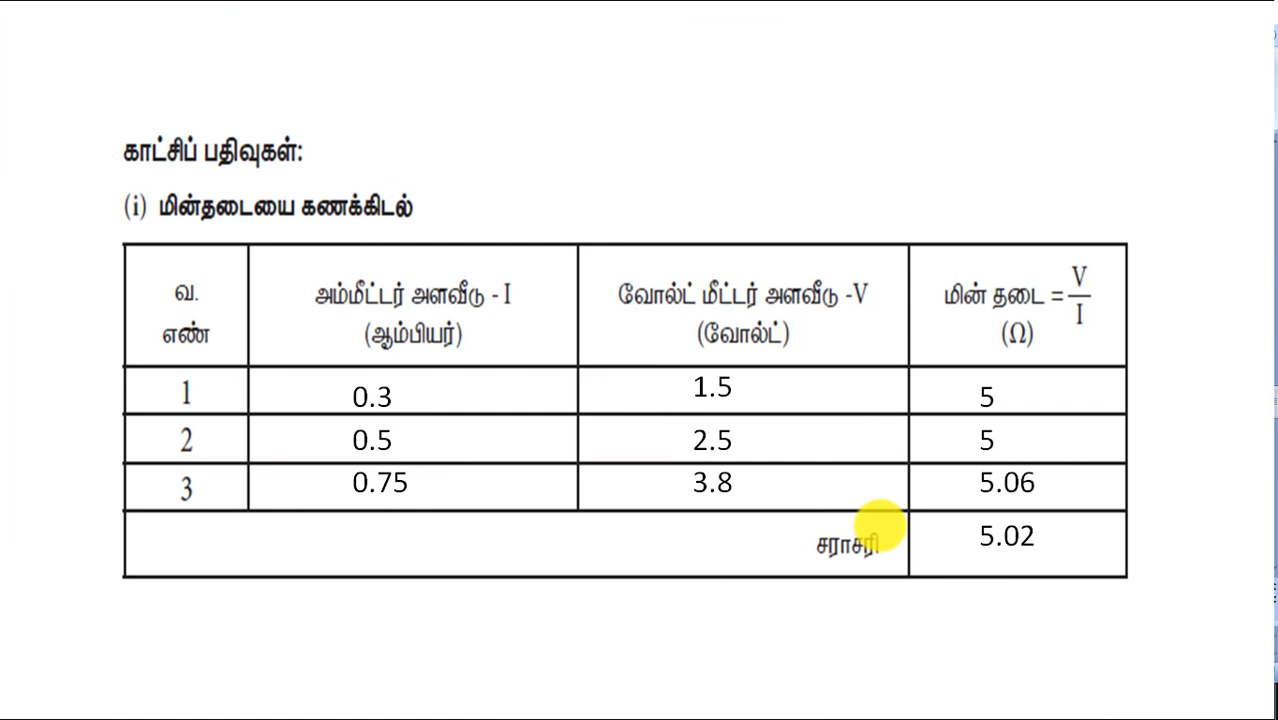 காட்சிப் பதிவுகள்:
(i) மின்தடையை கணக்கிடல்
வ. எண் அம்மீட்டர் அளவீடு - I (ஆம்பியர்) வோல்ட் மீட்டர் அளவீடு -V (வோல்ட்) மின் தடை = V/I (Ω)
1 0.3 1.5 5
2 0.5 2.5 5
3 0.75 3.8 5.06
சராசரி 5.02